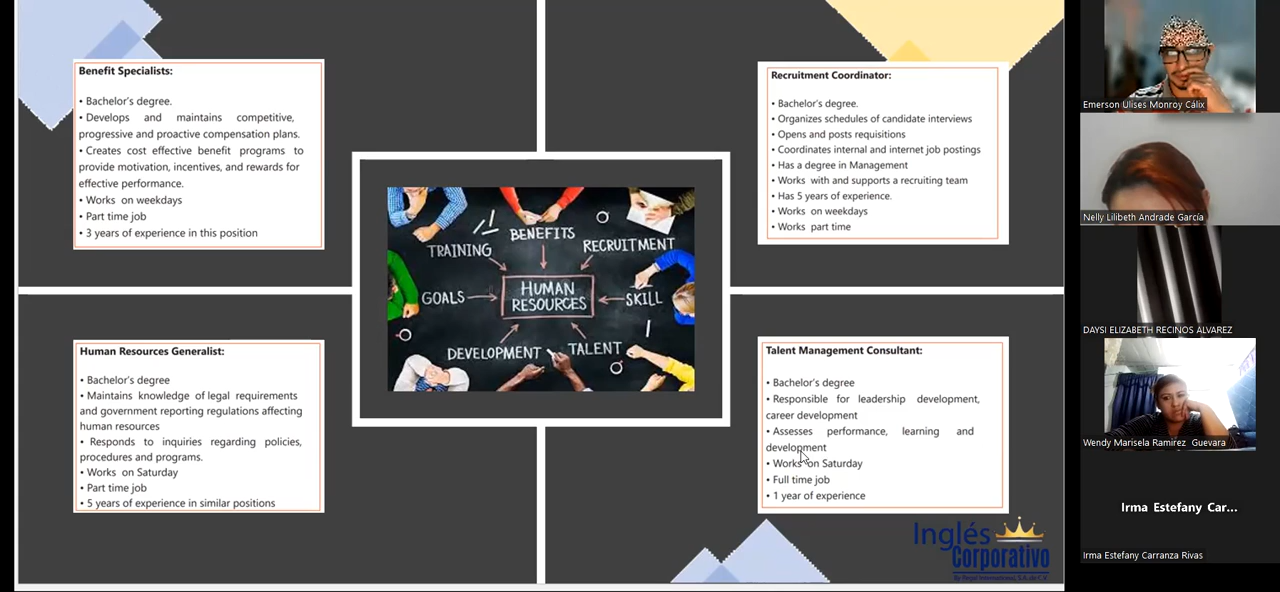 Benefit Specialists:
• Bachelor's degree.
• Develops and maintains competitive,
progressive and proactive compensation plans.
• Creates cost effective benefit programs to
provide motivation, incentives, and rewards for
effective performance.
• Works on weekdays
• Part time job
• 3 years of experience in this position
Recruitment Coordinator:
• Bachelor's degree.
• Organizes schedules of candidate interviews
• Opens and posts requisitions
• Coordinates internal and internet job postings
• Has a degree in Management
• Works with and supports a recruiting team
• Has 5 years of experience.
• Works on weekdays
• Works part time
BENEFITS
TRAINING
RECRUITMENT
GOALS
HUMAN
RESOURCES
SKILL
DEVELOPMENT
TALENT
Human Resources Generalist:
• Bachelor's degree
• Maintains knowledge of legal requirements
and government reporting regulations affecting
human resources
• Responds to inquiries regarding policies,
procedures and programs.
• Works on Saturday
• Part time job
• 5 years of experience in similar positions
Talent Management Consultant:
• Bachelor's degree
• Responsible for leadership development,
career development
• Assesses performance, learning and
development
• Works on Saturday
• Full time job
• 1 year of experience
Inglés
Corporativo
By Regal International, S.A. de C.V.
Emerson Ulises Monroy Cálix
Nelly Lilibeth Andrade García
DAYSI ELIZABETH RECINOS ALVAREZ
Wendy Marisela Ramirez Guevara
Irma Estefany Car...
Irma Estefany Carranza Rivas